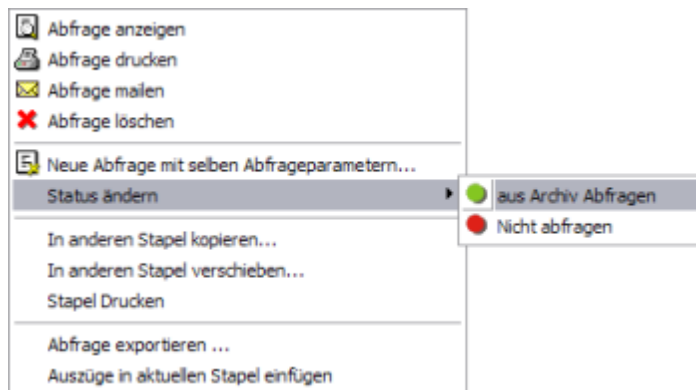 Abfrage anzeigen
Abfrage drucken
Abfrage mailen
Abfrage löschen
Neue Abfrage mit selben Abfrageparametern...
Status ändern
aus Archiv Abfragen
Nicht abfragen
In anderen Stapel kopieren...
In anderen Stapel verschieben...
Stapel Drucken
Abfrage exportieren ...
Auszüge in aktuellen Stapel einfügen